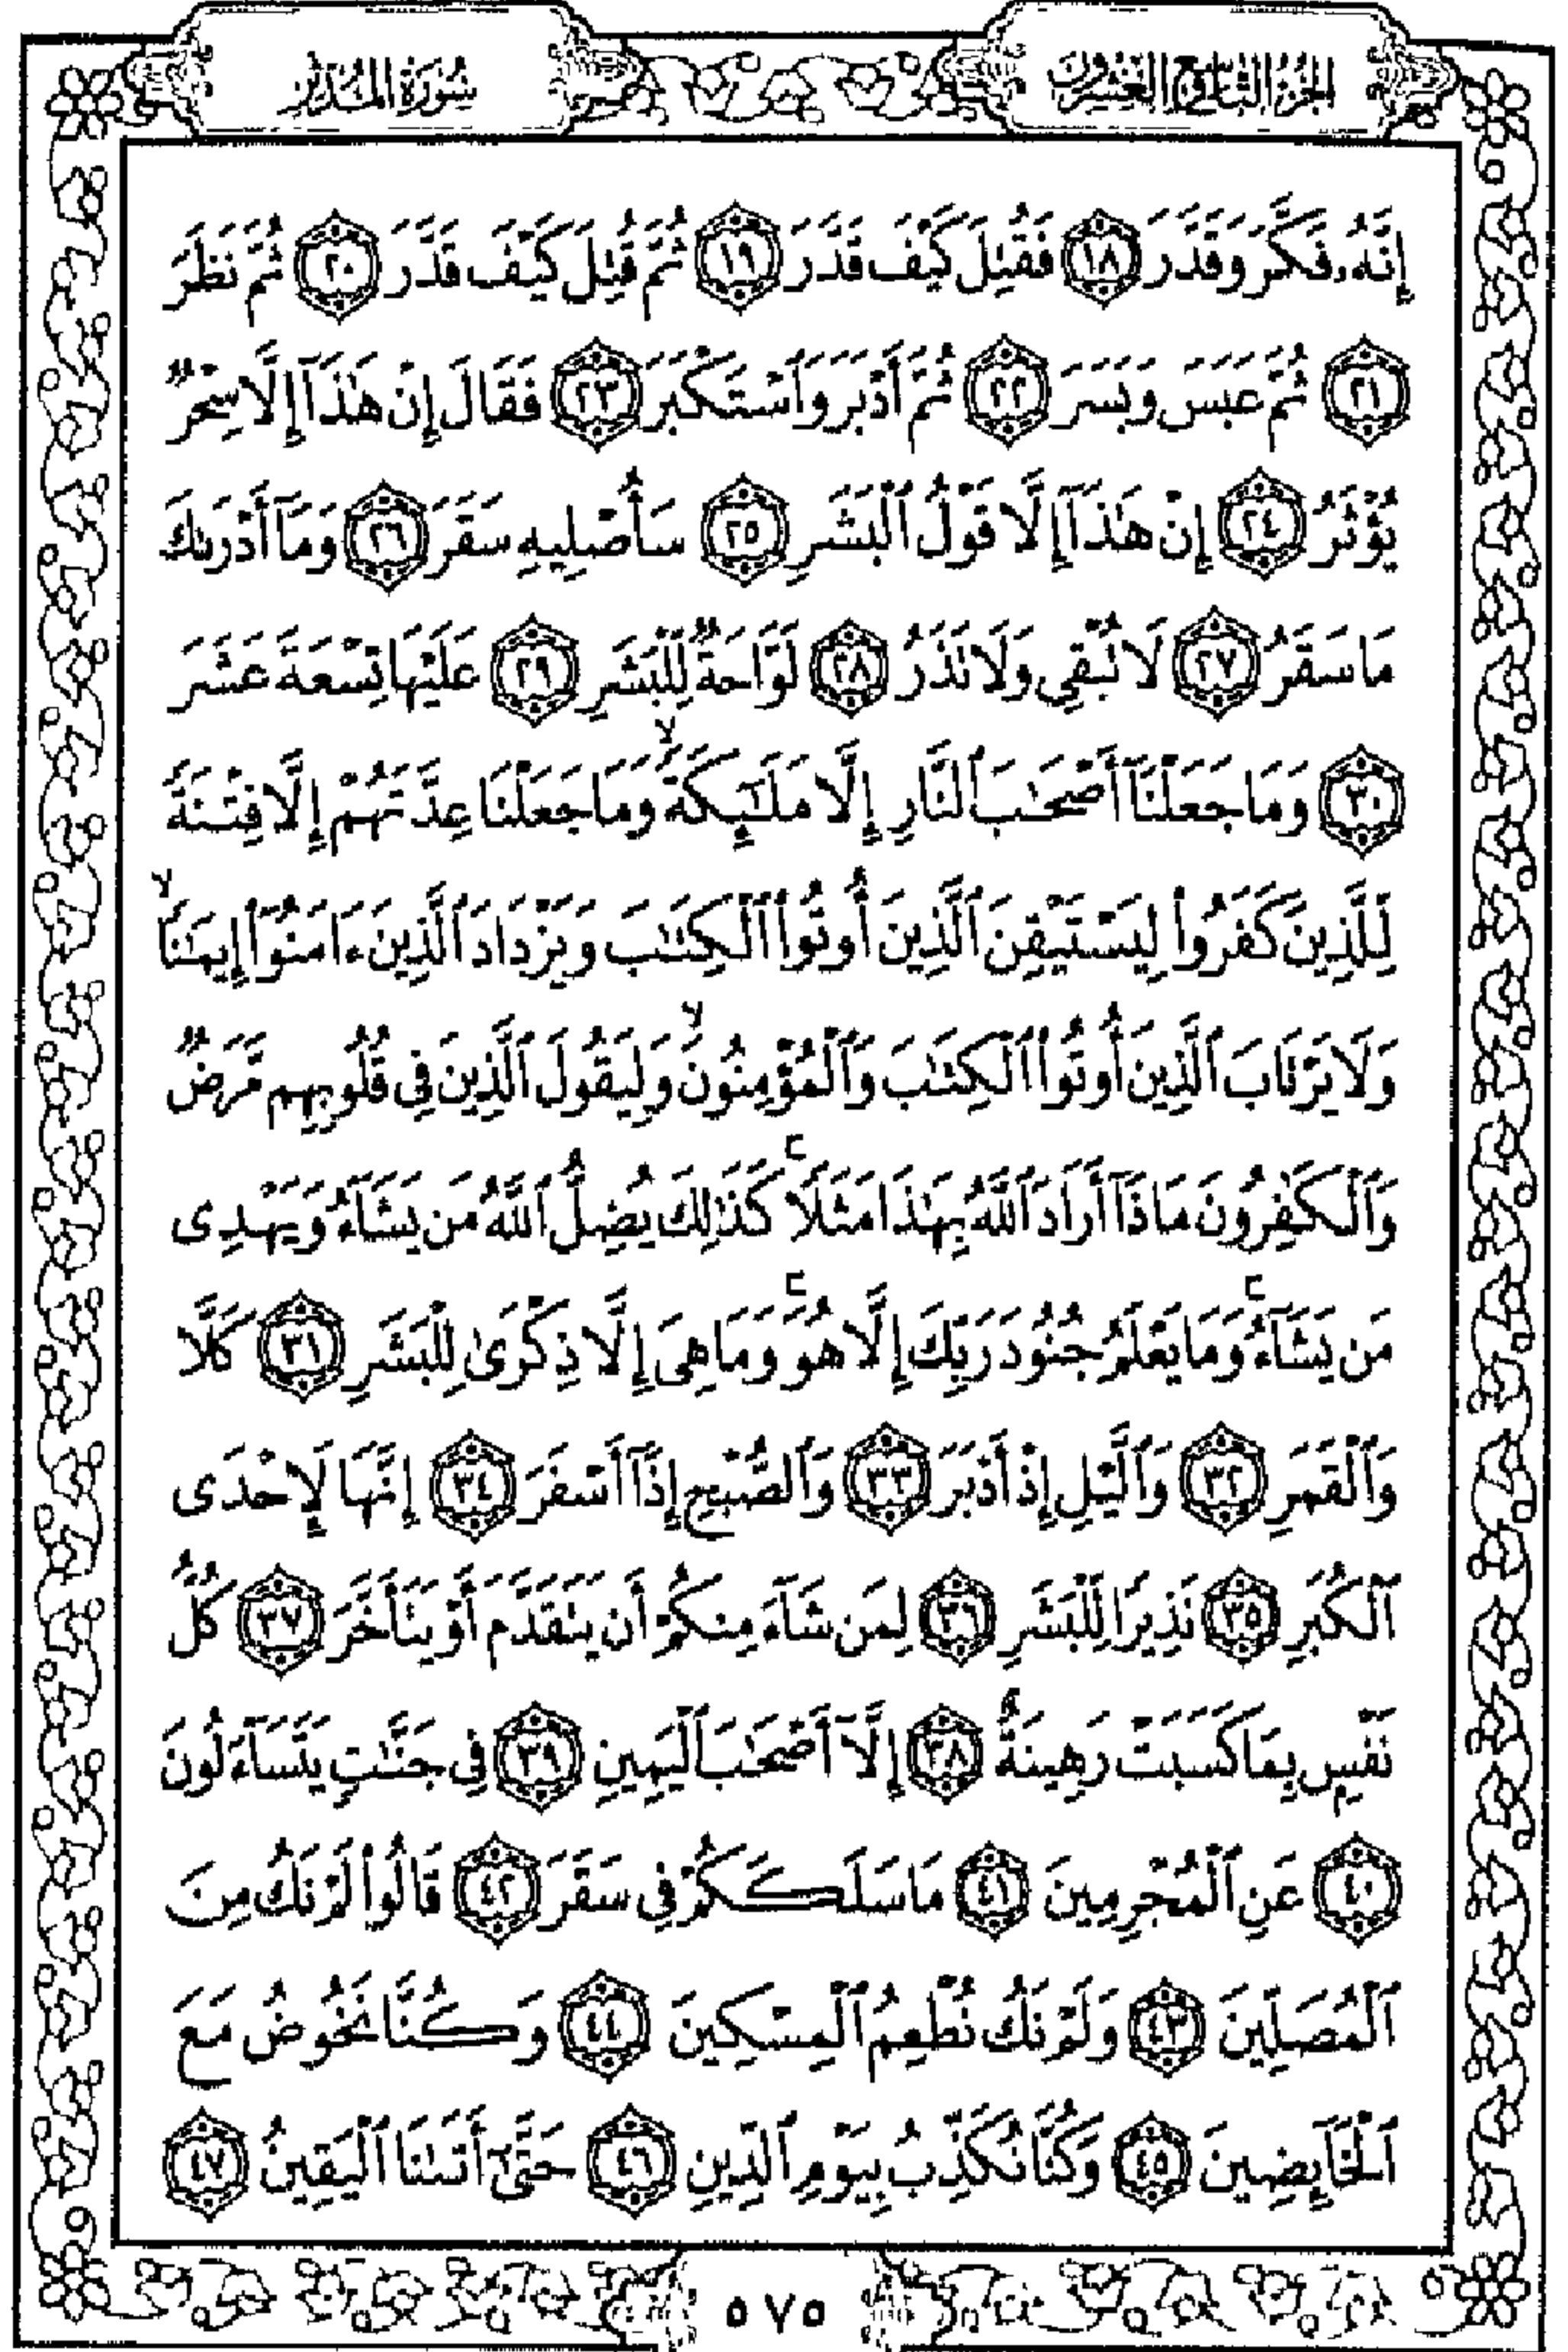 الجزء التاسع والعشرون
سورة المدثر
إِنَّهُۥ فَكَّرَ وَقَدَّرَ ١٨ فَقُتِلَ كَيْفَ قَدَّرَ ١٩ ثُمَّ قُتِلَ كَيْفَ قَدَّرَ ٢٠ ثُمَّ نَظَرَ
٢١ ثُمَّ عَبَسَ وَبَسَرَ ٢٢ ثُمَّ أَدْبَرَ وَٱسْتَكْبَرَ ٢٣ فَقَالَ إِنْ هَٰذَآ إِلَّا سِحْرٌ
يُؤْثَرُ ٢٤ إِنْ هَٰذَآ إِلَّا قَوْلُ ٱلْبَشَرِ ٢٥ سَأُصْلِيهِ سَقَرَ ٢٦ وَمَآ أَدْرَىٰكَ
مَا سَقَرُ ٢٧ لَا تُبْقِى وَلَا تَذَرُ ٢٨ لَوَّاحَةٌ لِّلْبَشَرِ ٢٩ عَلَيْهَا تِسْعَةَ عَشَرَ
٣٠ وَمَا جَعَلْنَآ أَصْحَٰبَ ٱلنَّارِ إِلَّا مَلَٰٓئِكَةً ۙ وَمَا جَعَلْنَا عِدَّتَهُمْ إِلَّا فِتْنَةً
لِّلَّذِينَ كَفَرُوا۟ لِيَسْتَيْقِنَ ٱلَّذِينَ أُوتُوا۟ ٱلْكِتَٰبَ وَيَزْدَادَ ٱلَّذِينَ ءَامَنُوٓا۟ إِيمَٰنًا ۙ
وَلَا يَرْتَابَ ٱلَّذِينَ أُوتُوا۟ ٱلْكِتَٰبَ وَٱلْمُؤْمِنُونَ ۙ وَلِيَقُولَ ٱلَّذِينَ فِى قُلُوبِهِم مَّرَضٌ
وَٱلْكَٰفِرُونَ مَاذَآ أَرَادَ ٱللَّهُ بِهَٰذَا مَثَلًا ۚ كَذَٰلِكَ يُضِلُّ ٱللَّهُ مَن يَشَآءُ وَيَهْدِى
مَن يَشَآءُ ۚ وَمَا يَعْلَمُ جُنُودَ رَبِّكَ إِلَّا هُوَ ۚ وَمَا هِىَ إِلَّا ذِكْرَىٰ لِلْبَشَرِ ٣١ كَلَّا
وَٱلْقَمَرِ ٣٢ وَٱلَّيْلِ إِذْ أَدْبَرَ ٣٣ وَٱلصُّبْحِ إِذَآ أَسْفَرَ ٣٤ إِنَّهَا لَإِحْدَى
ٱلْكُبَرِ ٣٥ نَذِيرًا لِّلْبَشَرِ ٣٦ لِمَن شَآءَ مِنكُمْ أَن يَتَقَدَّمَ أَوْ يَتَأَخَّرَ ٣٧ كُلُّ
نَفْسٍۭ بِمَا كَسَبَتْ رَهِينَةٌ ٣٨ إِلَّآ أَصْحَٰبَ ٱلْيَمِينِ ٣٩ فِى جَنَّٰتٍ يَتَسَآءَلُونَ
٤٠ عَنِ ٱلْمُجْرِمِينَ ٤١ مَا سَلَكَكُمْ فِى سَقَرَ ٤٢ قَالُوا۟ لَمْ نَكُ مِنَ
ٱلْمُصَلِّينَ ٤٣ وَلَمْ نَكُ نُطْعِمُ ٱلْمِسْكِينَ ٤٤ وَكُنَّا نَخُوضُ مَعَ
ٱلْخَآئِضِينَ ٤٥ وَكُنَّا نُكَذِّبُ بِيَوْمِ ٱلدِّينِ ٤٦ حَتَّىٰٓ أَتَىٰنَا ٱلْيَقِينُ ٤٧
٥٧٥